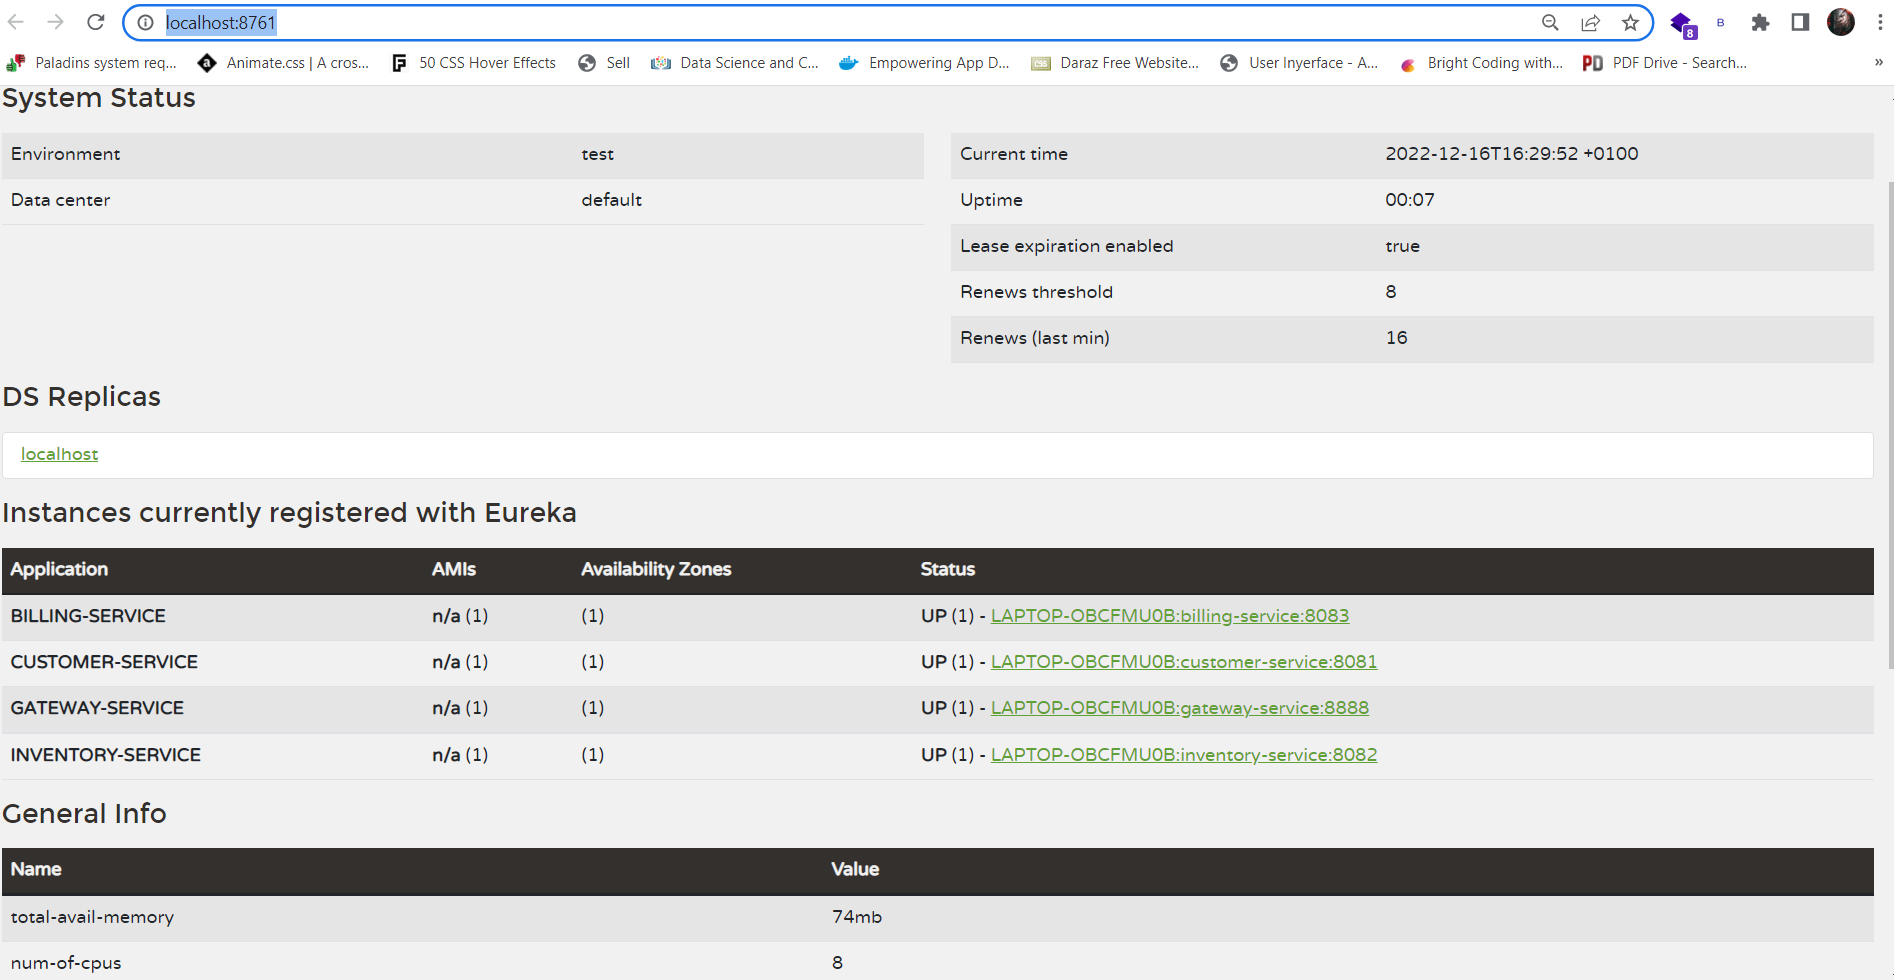 localhost:8761
8
B
Paladins system req...
a
Animate.css | A cros...
F
50 CSS Hover Effects
Sell
Data Science and C...
Empowering App D...
CSS
Daraz Free Website...
User Inyerface - A...
Bright Coding with...
PD
PDF Drive - Search...
»
System Status
Environment test
Data center default
Current time 2022-12-16T16:29:52 +0100
Uptime 00:07
Lease expiration enabled true
Renews threshold 8
Renews (last min) 16
DS Replicas
localhost
Instances currently registered with Eureka
Application AMIs Availability Zones Status
BILLING-SERVICE n/a (1) (1) UP (1) - LAPTOP-OBCFMU0B:billing-service:8083
CUSTOMER-SERVICE n/a (1) (1) UP (1) - LAPTOP-OBCFMU0B:customer-service:8081
GATEWAY-SERVICE n/a (1) (1) UP (1) - LAPTOP-OBCFMU0B:gateway-service:8888
INVENTORY-SERVICE n/a (1) (1) UP (1) - LAPTOP-OBCFMU0B:inventory-service:8082
General Info
Name Value
total-avail-memory 74mb
num-of-cpus 8